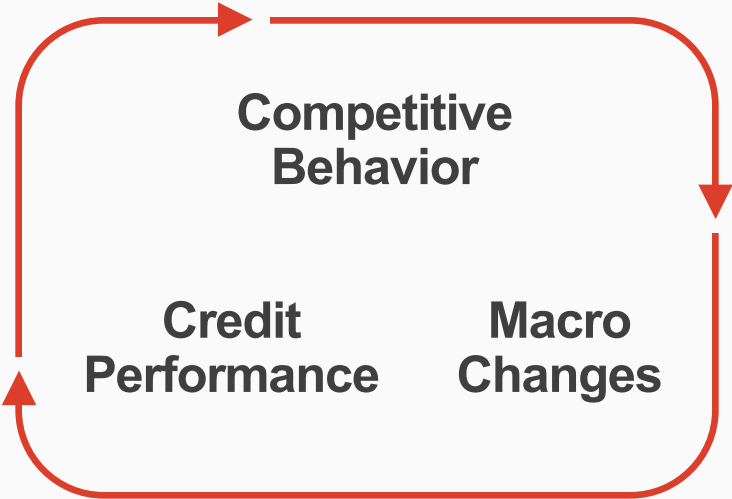 Competitive
Behavior
Credit
Performance
Macro
Changes